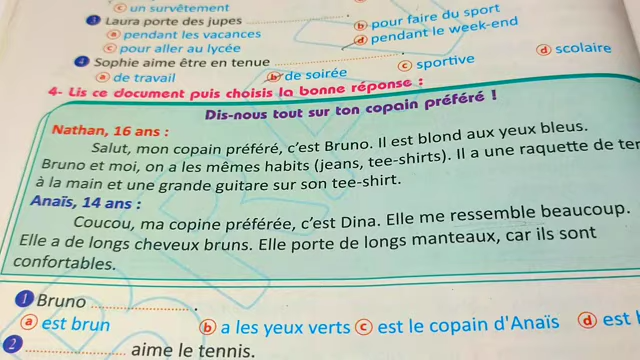 ⓒ un survêtement
❸ Laura porte des jupes ....................
ⓐ pendant les vacances ⓑ pour faire du sport
ⓒ pour aller au lycée ⓓ pendant le week-end
❹ Sophie aime être en tenue ....................
ⓐ de travail ⓑ de soirée ⓒ sportive ⓓ scolaire
4- Lis ce document puis choisis la bonne réponse :
Dis-nous tout sur ton copain préféré !
Nathan, 16 ans :
Salut, mon copain préféré, c'est Bruno. Il est blond aux yeux bleus.
Bruno et moi, on a les mêmes habits (jeans, tee-shirts). Il a une raquette de
à la main et une grande guitare sur son tee-shirt.
Anaïs, 14 ans :
Coucou, ma copine préférée, c'est Dina. Elle me ressemble beaucoup.
Elle a de longs cheveux bruns. Elle porte de longs manteaux, car ils sont
confortables.
❶ Bruno ....................
ⓐ est brun ⓑ a les yeux verts ⓒ est le copain d'Anaïs ⓓ est
❷ .................... aime le tennis.